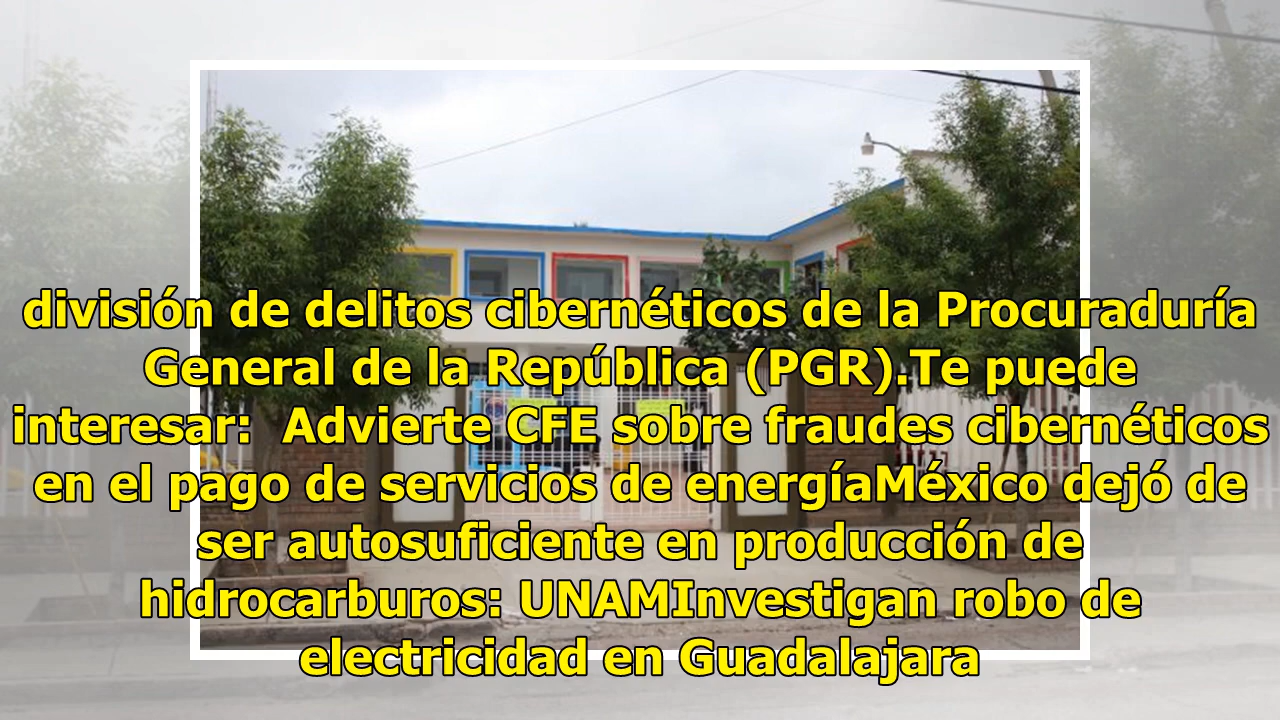 división de delitos cibernéticos de la Procuraduría
General de la República (PGR).Te puede
interesar:  Advierte CFE sobre fraudes cibernéticos
en el pago de servicios de energíaMéxico dejó de
ser autosuficiente en producción de
hidrocarburos: UNAMInvestigan robo de
electricidad en Guadalajara